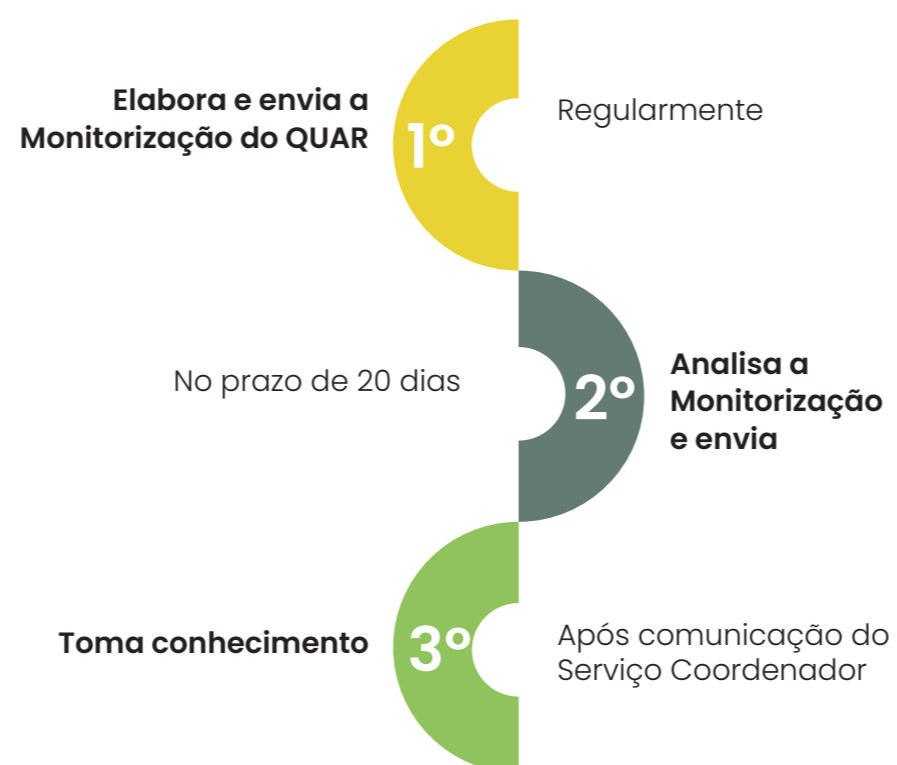 Elabora e envia a
Monitorização do QUAR
1º
Regularmente
No prazo de 20 dias
2º
Analisa a
Monitorização
e envia
Toma conhecimento
3º
Após comunicação do
Serviço Coordenador